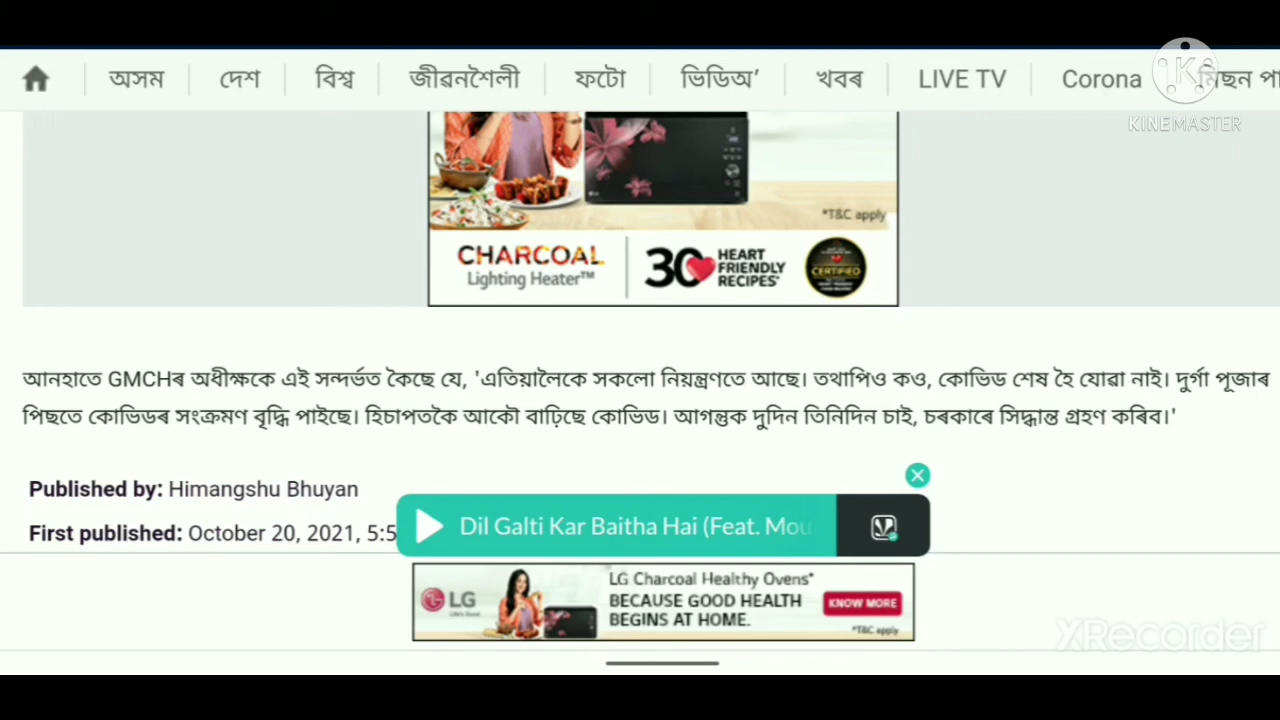 অসম দেশ বিশ্ব জীৱনশৈলী ফটো ভিডিঅ’ খবৰ LIVE TV Corona মিছন পা
KINEMASTER
*T&C apply
CHARCOAL
Lighting Heater™
30 HEART
FRIENDLY
RECIPES*
CERTIFIED
আনহাতে GMCHৰ অধীক্ষকে এই সন্দৰ্ভত কৈছে যে, 'এতিয়ালৈকে সকলো নিয়ন্ত্ৰণতে আছে। তথাপিও কওঁ, কোভিড শেষ হৈ যোৱা নাই। দুৰ্গা পূজাৰ
পিছতে কোভিডৰ সংক্ৰমণ বৃদ্ধি পাইছে। হিচাপতকৈ আকৌ বাঢ়িছে কোভিড। আগন্তুক দুদিন তিনিদিন চাই, চৰকাৰে সিদ্ধান্ত গ্ৰহণ কৰিব।'
Published by: Himangshu Bhuyan
First published: October 20, 2021, 5:5
Dil Galti Kar Baitha Hai (Feat. Mou
LG
Life's Good
LG Charcoal Healthy Ovens*
BECAUSE GOOD HEALTH
BEGINS AT HOME.
KNOW MORE
*T&C apply
XRecorder